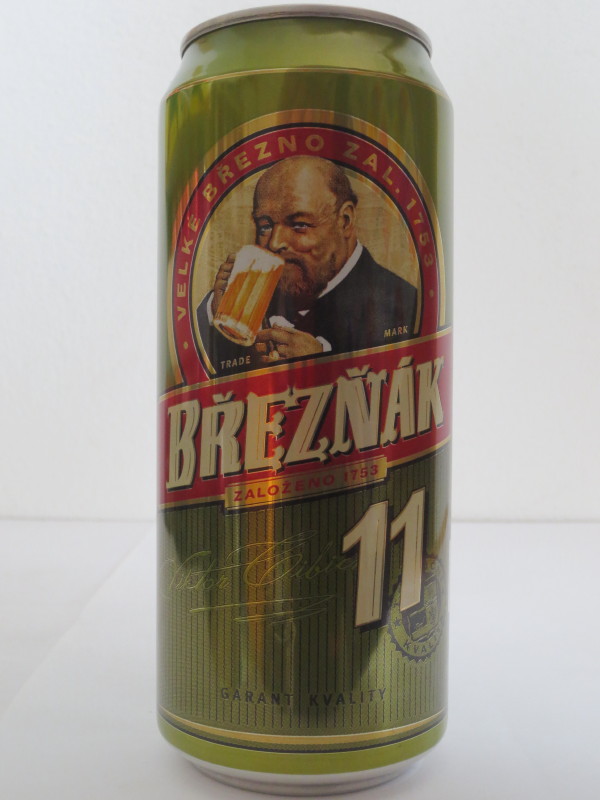 VELKÉ BŘEZNO ZAL. 1753
TRADE MARK
BŘEZŇÁK
ZALOŽENO 1753
11
GARANT KVALITY